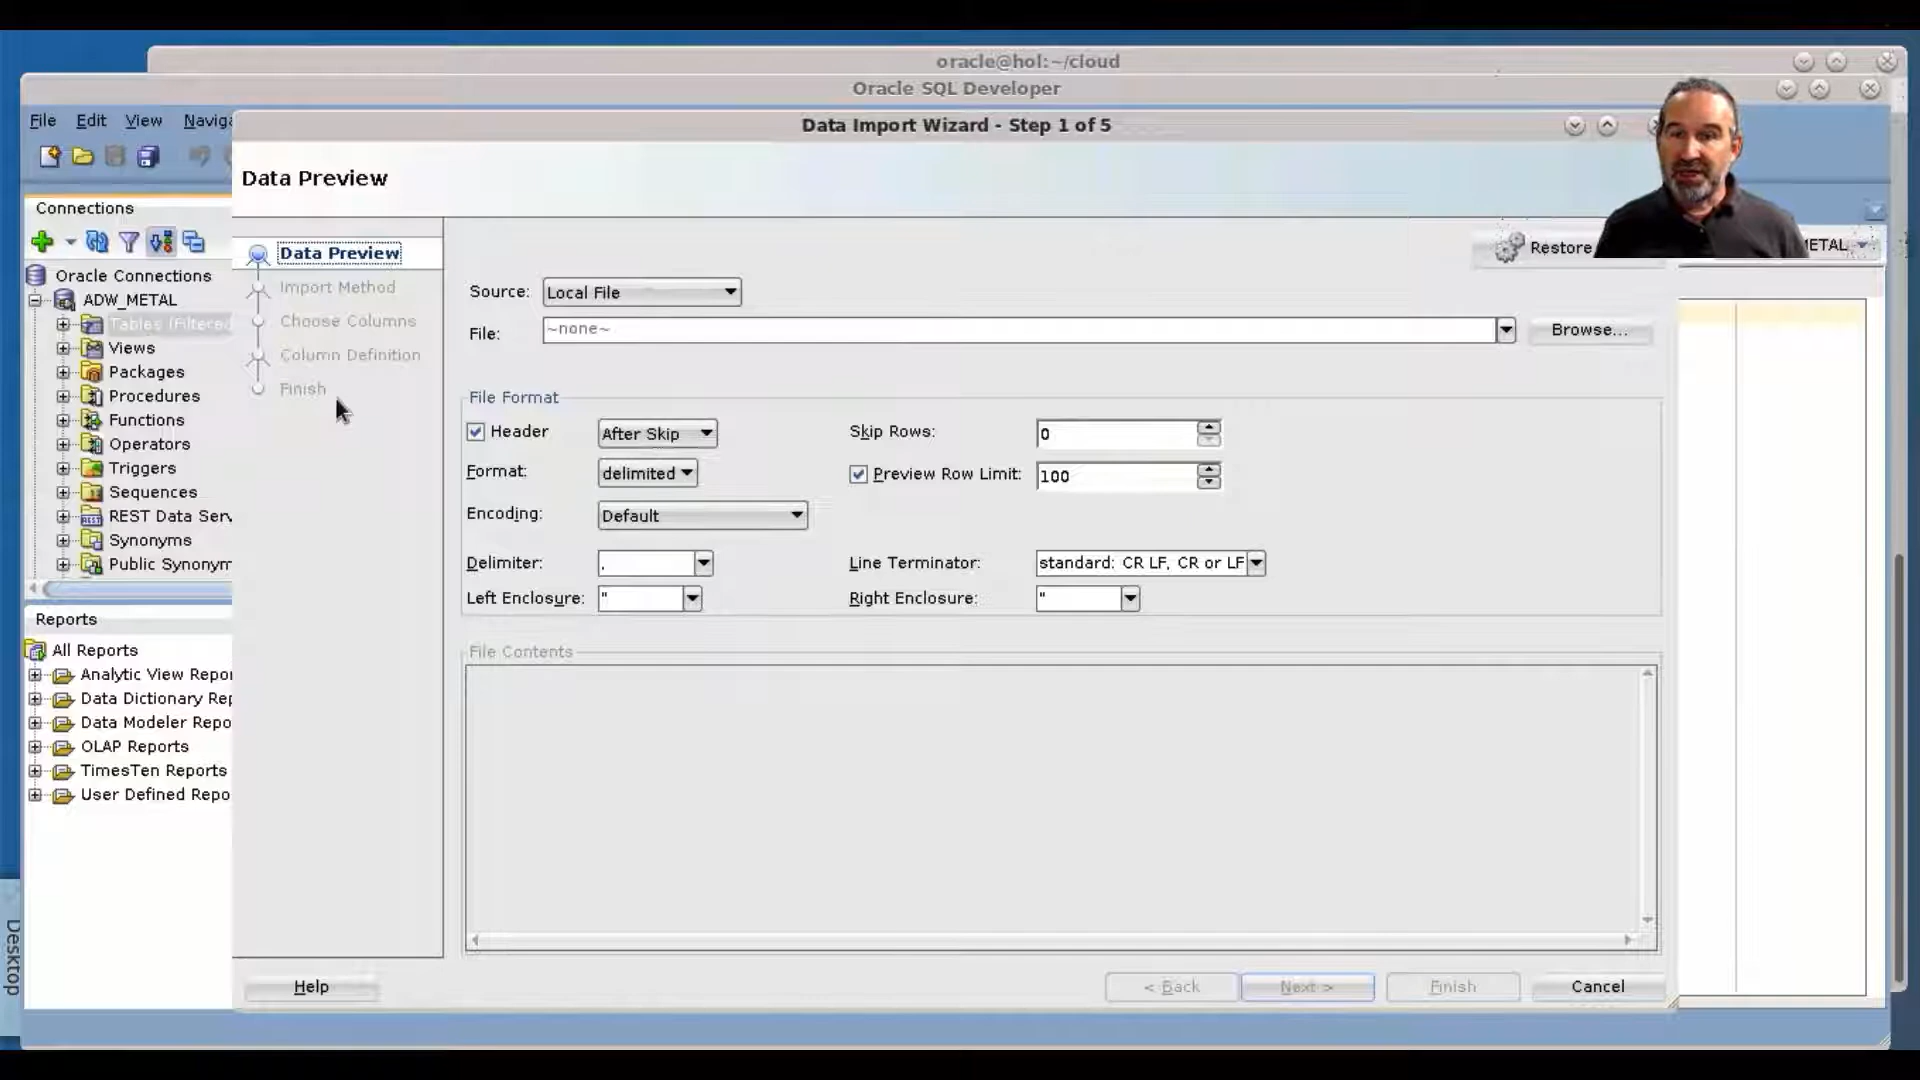 oracle@hol:~/cloud
Oracle SQL Developer
Data Import Wizard - Step 1 of 5
File Edit View Naviga
Data Preview
Connections
Oracle Connections
ADW_METAL
Tables (Filtered
Views
Packages
Procedures
Functions
Operators
Triggers
Sequences
REST Data Serv
Synonyms
Public Synonym
Reports
All Reports
Analytic View Repor
Data Dictionary Rep
Data Modeler Repo
OLAP Reports
TimesTen Reports
User Defined Repo
Desktop
Data Preview
Import Method
Choose Columns
Column Definition
Finish
Restore
ETAL
Source: Local File
File: ~none~ Browse...
File Format
Header After Skip Skip Rows: 0
Format: delimited Preview Row Limit: 100
Encoding: Default
Delimiter: , Line Terminator: standard: CR LF, CR or LF
Left Enclosure: " Right Enclosure: "
File Contents
Help < Back Next > Finish Cancel